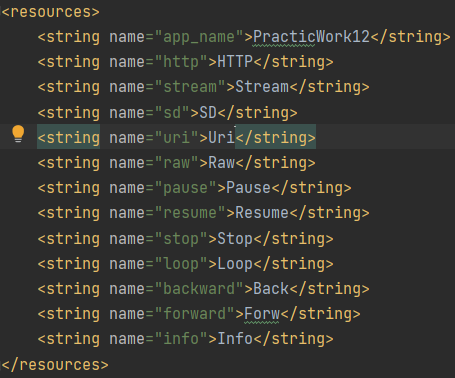 <resources>
<string name="app_name">PracticWork12</string>
<string name="http">HTTP</string>
<string name="stream">Stream</string>
<string name="sd">SD</string>
<string name="uri">Uri</string>
<string name="raw">Raw</string>
<string name="pause">Pause</string>
<string name="resume">Resume</string>
<string name="stop">Stop</string>
<string name="loop">Loop</string>
<string name="backward">Back</string>
<string name="forward">Forw</string>
<string name="info">Info</string>
</resources>